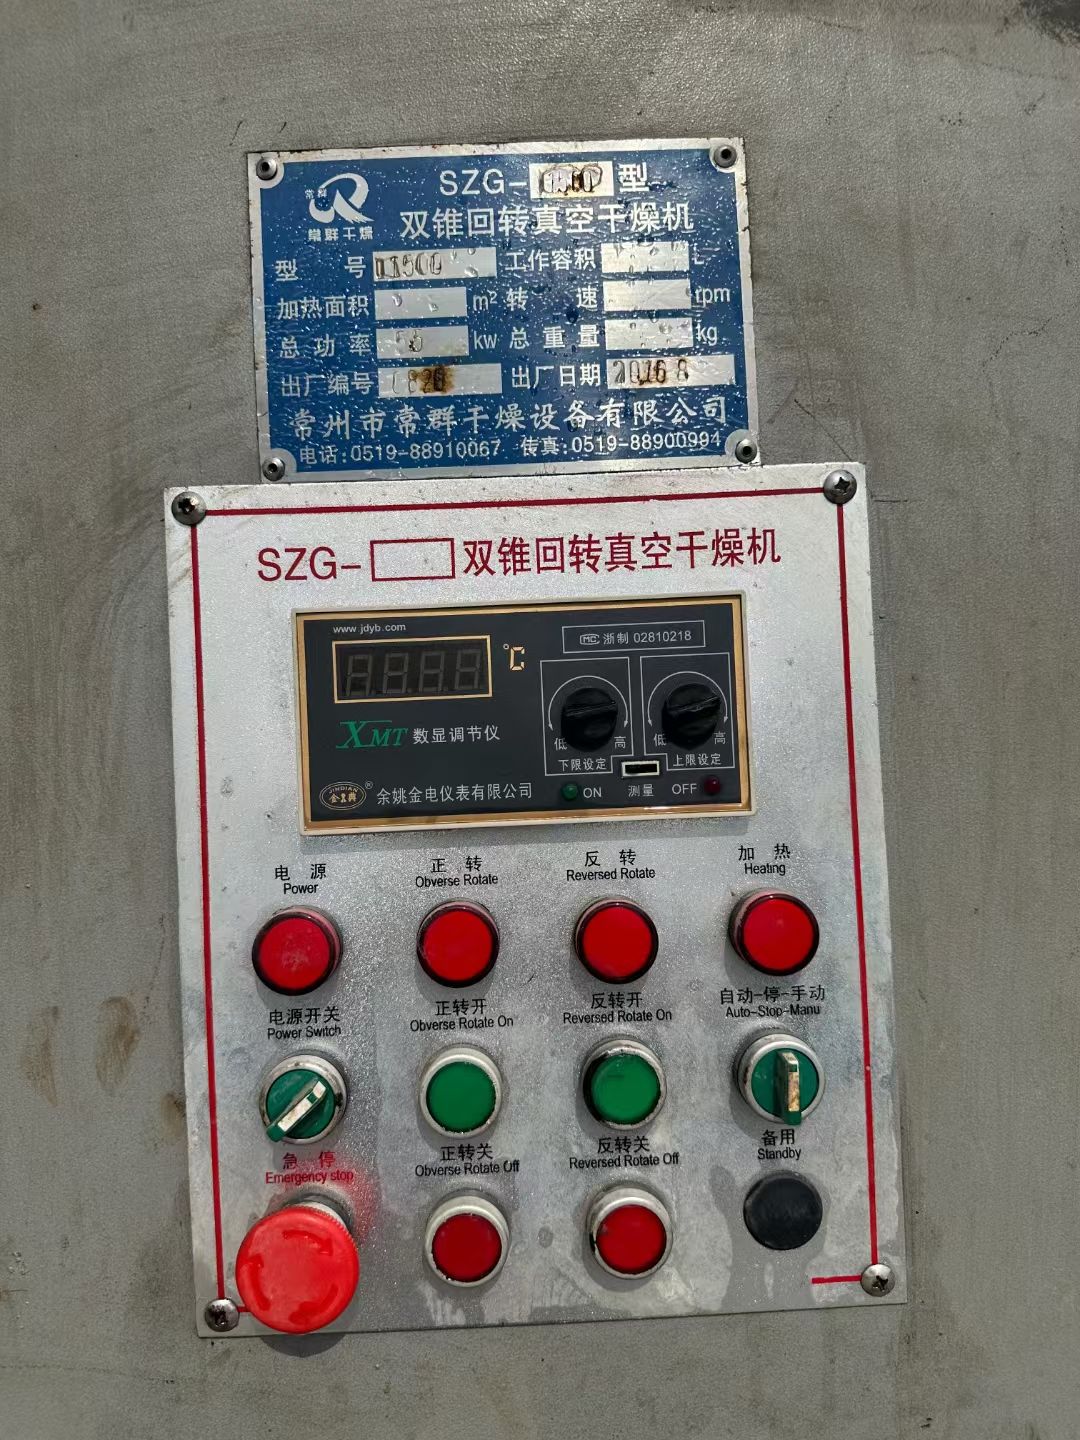 常群
常群干燥
SZG- 型
双锥回转真空干燥机
型 号 工作容积 L
加热面积 m² 转 速 rpm
总功率 kw 总重量 kg
出厂编号 出厂日期 2016 8
常州市常群干燥设备有限公司
电话:0519-88910067 传真:0519-88900994
SZG- 双锥回转真空干燥机
www.jdyb.com
MC 浙制 02810218
℃
XMT 数显调节仪
低 高 低 高
下限设定 上限设定
JINDIAN ®
余姚金电仪表有限公司
ON 测量 OFF
电 源 正 转 反 转 加 热
Power Obverse Rotate Reversed Rotate Heating
电源开关 正转开 反转开 自动-停-手动
Power Switch Obverse Rotate On Reversed Rotate On Auto-Stop-Manu
急 停 正转关 反转关 备用
Emergency stop Obverse Rotate Off Reversed Rotate Off Standby